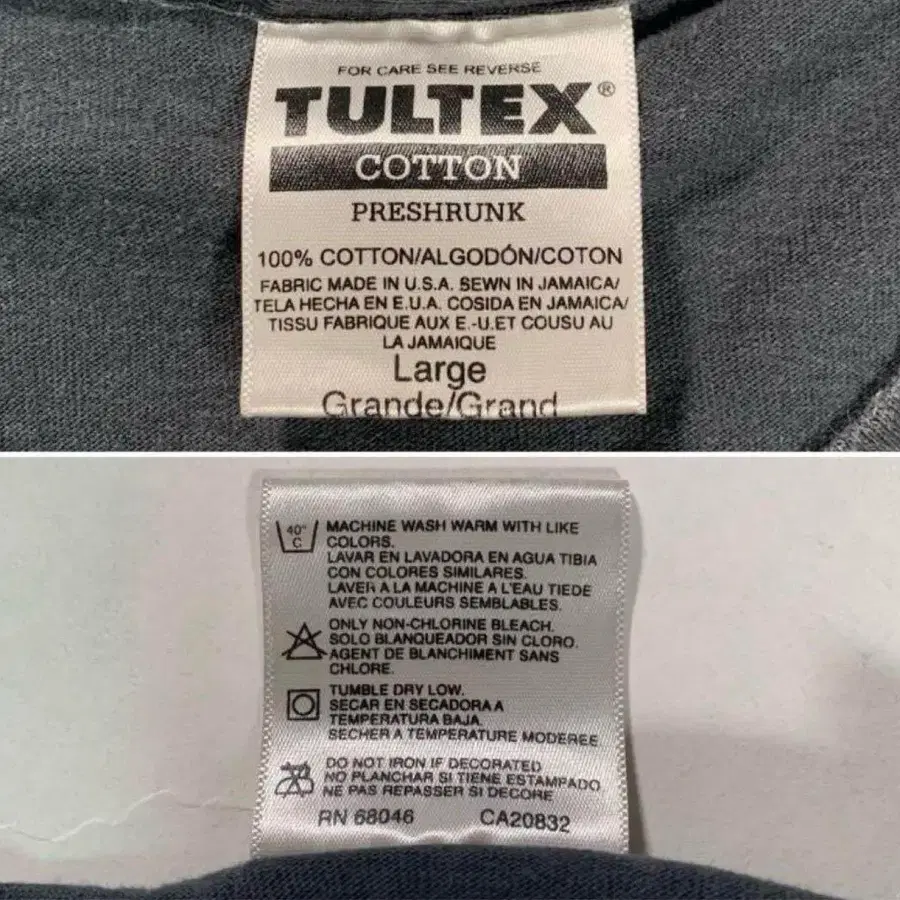 FOR CARE SEE REVERSE
TULTEX®
COTTON
PRESHRUNK
100% COTTON/ALGODÓN/COTON
FABRIC MADE IN U.S.A. SEWN IN JAMAICA/
TELA HECHA EN E.U.A. COSIDA EN JAMAICA/
TISSU FABRIQUE AUX E.-U.ET COUSU AU
LA JAMAIQUE
Large
Grande/Grand
40°
C
MACHINE WASH WARM WITH LIKE
COLORS.
LAVAR EN LAVADORA EN AGUA TIBIA
CON COLORES SIMILARES.
LAVER A LA MACHINE A L'EAU TIEDE
AVEC COULEURS SEMBLABLES.
ONLY NON-CHLORINE BLEACH.
SOLO BLANQUEADOR SIN CLORO.
AGENT DE BLANCHIMENT SANS
CHLORE.
TUMBLE DRY LOW.
SECAR EN SECADORA A
TEMPERATURA BAJA.
SECHER A TEMPERATURE MODEREE
DO NOT IRON IF DECORATED
NO PLANCHAR SI TIENE ESTAMPADO
NE PAS REPASSER SI DECORE
RN 68046 CA20832